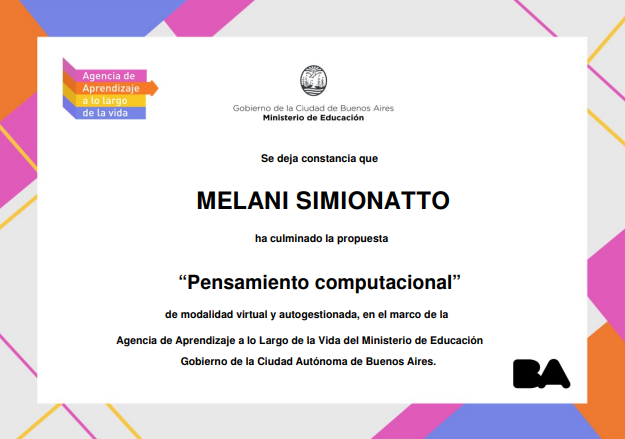 Agencia de
Aprendizaje
a lo largo
de la vida
Gobierno de la Ciudad de Buenos Aires
Ministerio de Educación
Se deja constancia que
MELANI SIMIONATTO
ha culminado la propuesta
“Pensamiento computacional”
de modalidad virtual y autogestionada, en el marco de la
Agencia de Aprendizaje a lo Largo de la Vida del Ministerio de Educación
Gobierno de la Ciudad Autónoma de Buenos Aires.
BA